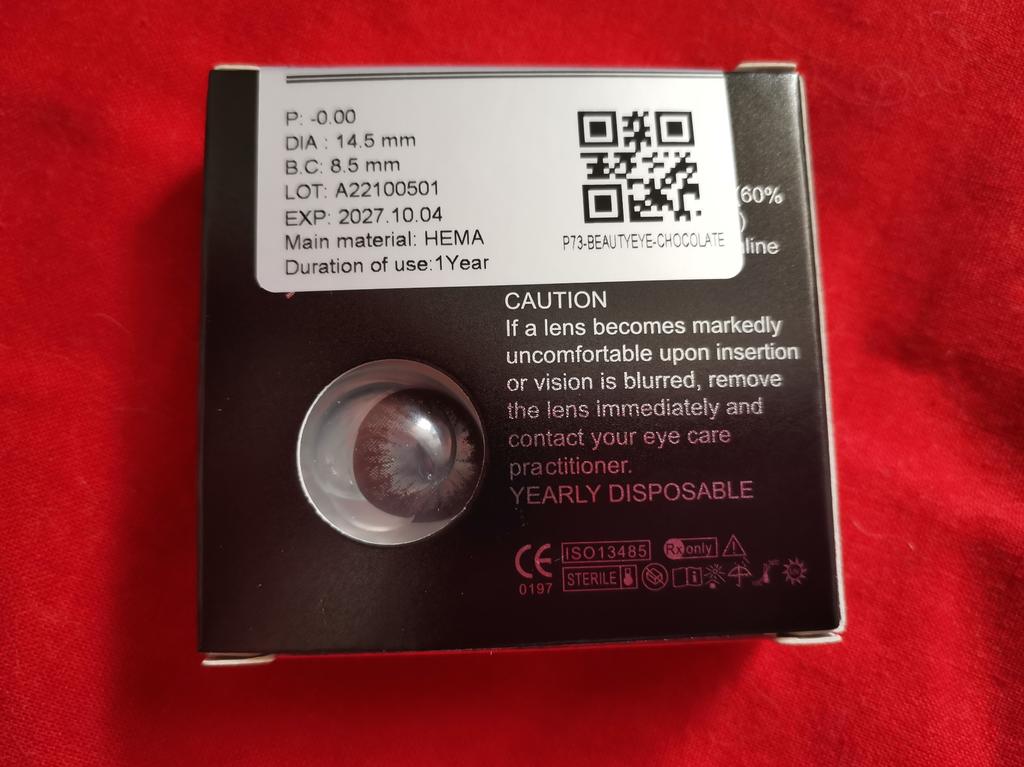 P: -0.00
DIA : 14.5 mm
B.C: 8.5 mm
LOT: A22100501
EXP: 2027.10.04
Main material: HEMA
Duration of use:1Year
P73-BEAUTYEYE-CHOCOLATE
(60%
)
aline
CAUTION
If a lens becomes markedly
uncomfortable upon insertion
or vision is blurred, remove
the lens immediately and
contact your eye care
practitioner.
YEARLY DISPOSABLE
CE ISO13485 Rx only
0197 STERILE